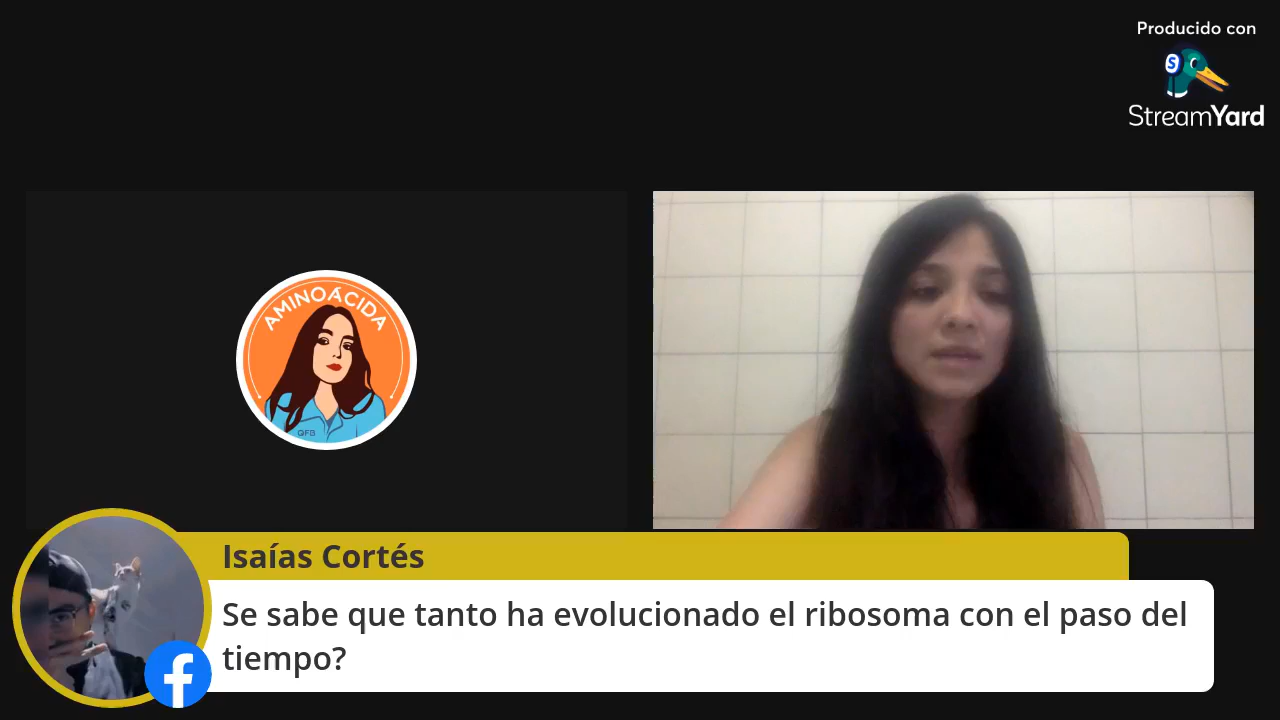 Producido con
StreamYard
AMINOÁCIDA
QFB
Isaías Cortés
Se sabe que tanto ha evolucionado el ribosoma con el paso del
tiempo?